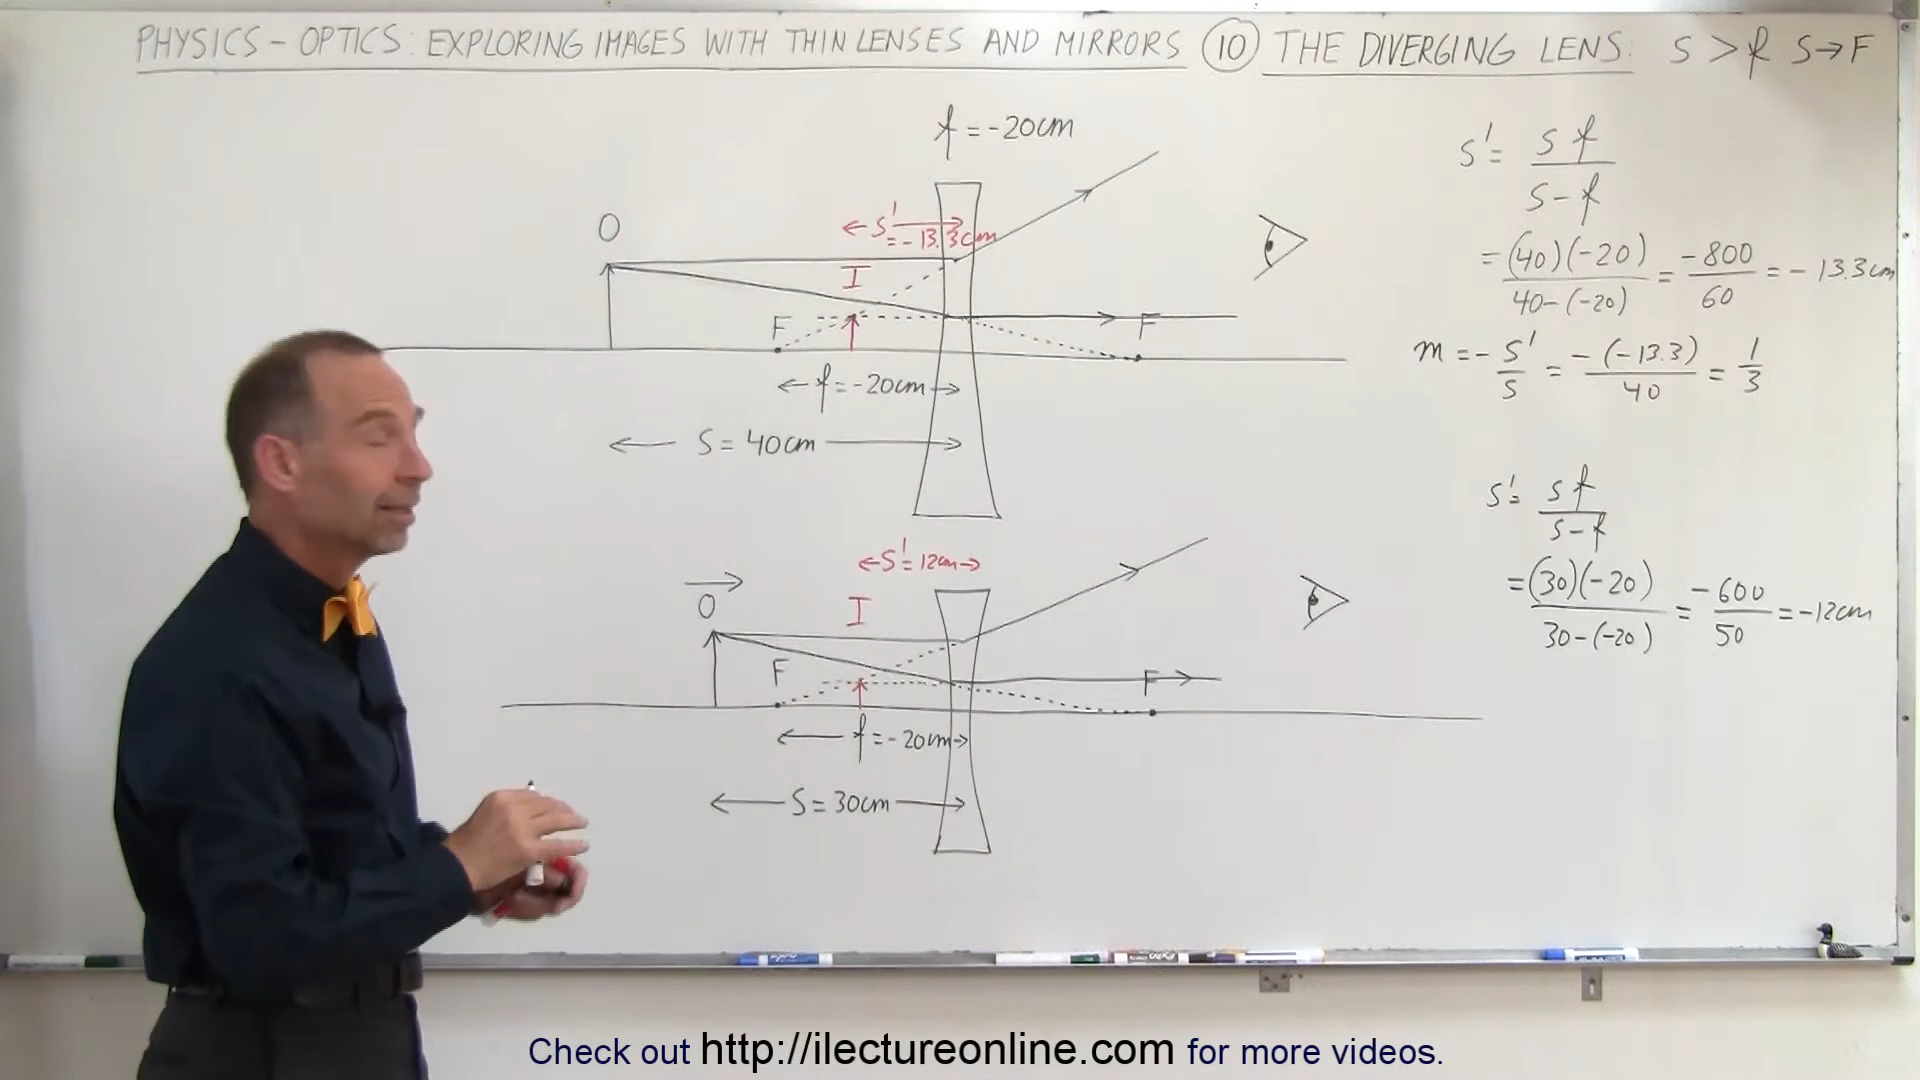 PHYSICS - OPTICS: EXPLORING IMAGES WITH THIN LENSES AND MIRRORS (10) THE DIVERGING LENS: S > f S → F
f = -20cm
O
← S' →
= - 13.3cm
I
F
F
← f = -20cm →
← S = 40cm →
← S' = 12cm →
→
O
I
F
F
← f = -20cm →
← S = 30cm →
S' = S f / S - f
= (40)(-20) / 40-(-20) = -800 / 60 = - 13.3cm
m = - S' / S = -(-13.3) / 40 = 1 / 3
S' = S f / S - f
= (30)(-20) / 30-(-20) = -600 / 50 = -12cm
Check out http://ilectureonline.com for more videos.